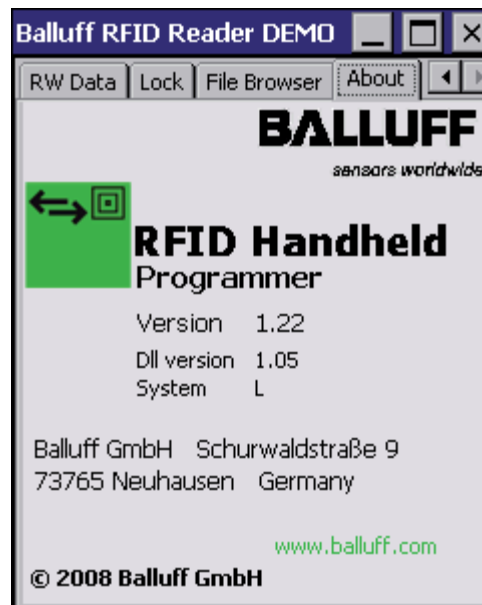 Balluff RFID Reader DEMO
RW Data Lock File Browser About
BALLUFF
sensors worldwide
RFID Handheld
Programmer
Version 1.22
Dll version 1.05
System L
Balluff GmbH Schurwaldstraße 9
73765 Neuhausen Germany
www.balluff.com
© 2008 Balluff GmbH